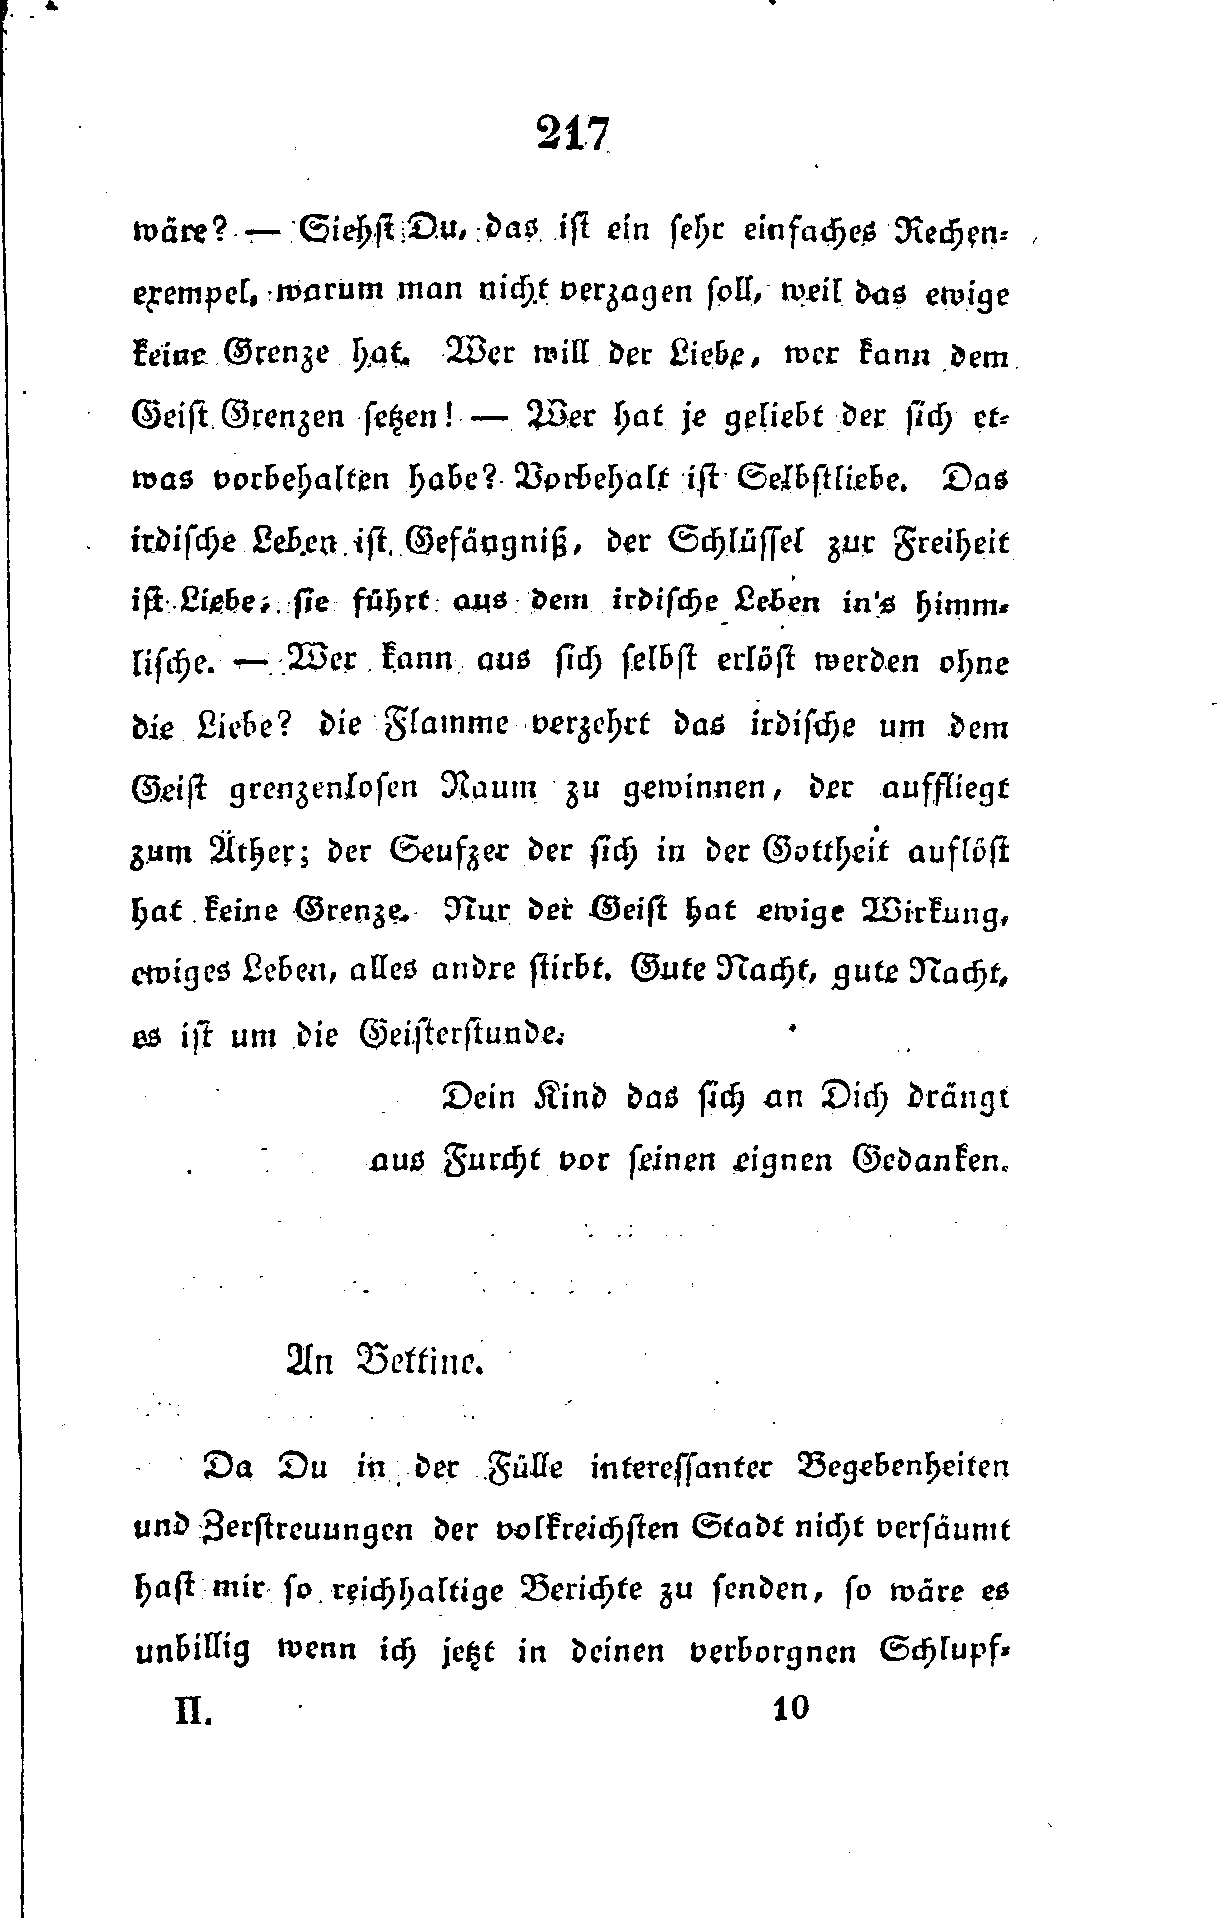 217
wäre? — Siehst Du, das ist ein sehr einfaches Rechen-
exempel, warum man nicht verzagen soll, weil das ewige
keine Grenze hat. Wer will der Liebe, wer kann dem
Geist Grenzen setzen! — Wer hat je geliebt der sich et-
was vorbehalten habe? Vorbehalt ist Selbstliebe. Das
irdische Leben ist Gefängniß, der Schlüssel zur Freiheit
ist Liebe; sie führt aus dem irdische Leben in's himm-
lische. — Wer kann aus sich selbst erlöst werden ohne
die Liebe? die Flamme verzehrt das irdische um dem
Geist grenzenlosen Raum zu gewinnen, der auffliegt
zum Äther; der Seufzer der sich in der Gottheit auflöst
hat keine Grenze. Nur der Geist hat ewige Wirkung,
ewiges Leben, alles andre stirbt. Gute Nacht, gute Nacht,
es ist um die Geisterstunde.
Dein Kind das sich an Dich drängt
aus Furcht vor seinen eignen Gedanken.
An Bettine.
Da Du in der Fülle interessanter Begebenheiten
und Zerstreuungen der volkreichsten Stadt nicht versäumt
hast mir so reichhaltige Berichte zu senden, so wäre es
unbillig wenn ich jetzt in deinen verborgnen Schlupf-
II. 10